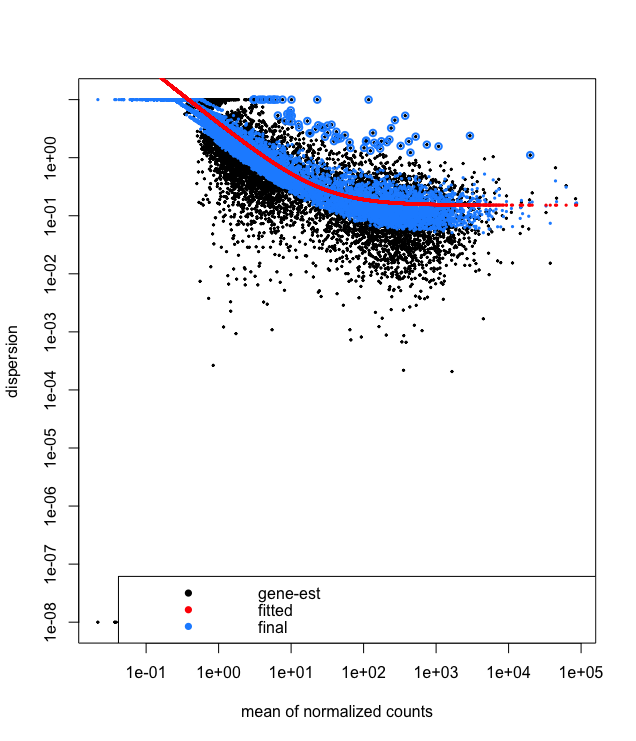 dispersion
1e+00
1e-01
1e-02
1e-03
1e-04
1e-05
1e-06
1e-07
1e-08
gene-est
fitted
final
1e-01 1e+00 1e+01 1e+02 1e+03 1e+04 1e+05
mean of normalized counts